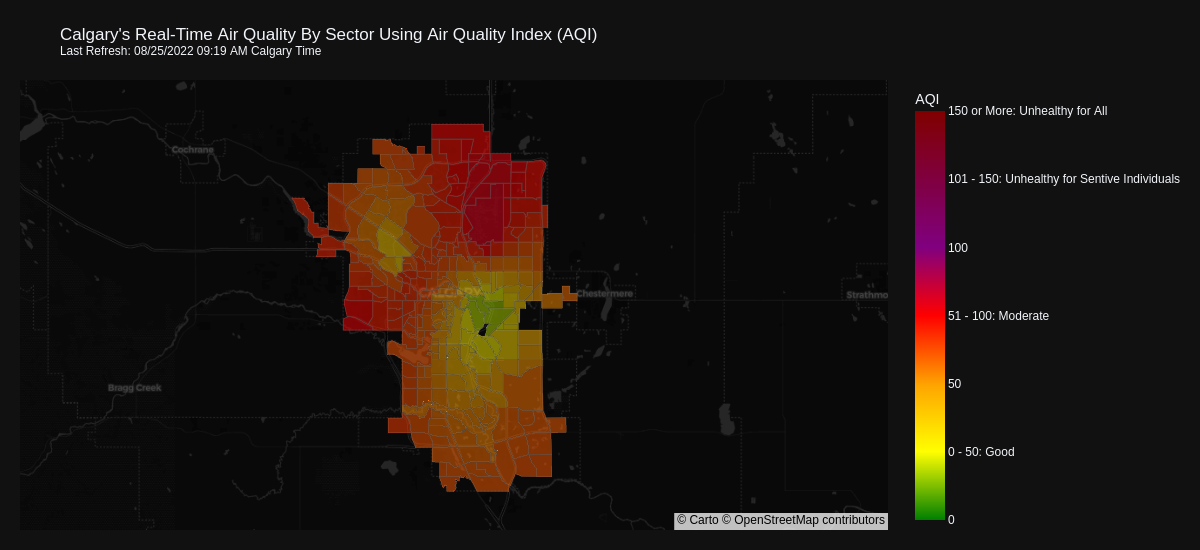 Calgary's Real-Time Air Quality By Sector Using Air Quality Index (AQI)
Last Refresh: 08/25/2022 09:19 AM Calgary Time
AQI
150 or More: Unhealthy for All
Cochrane
101 - 150: Unhealthy for Sentive Individuals
100
CALGARY
Chestermere
Strathmo
51 - 100: Moderate
Bragg Creek
50
0 - 50: Good
0
© Carto © OpenStreetMap contributors